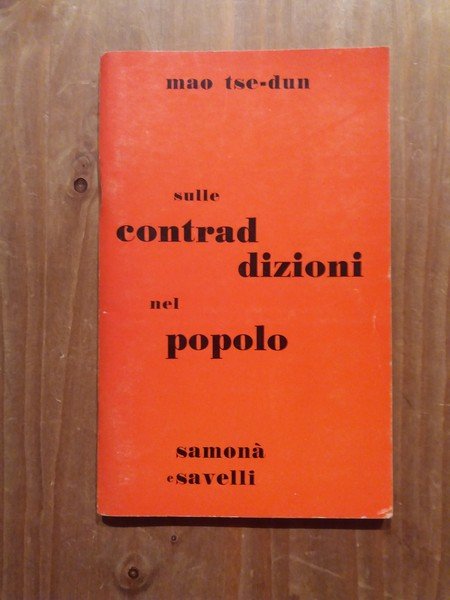 mao tse-dun
sulle
contrad
dizioni
nel
popolo
samonà
e savelli